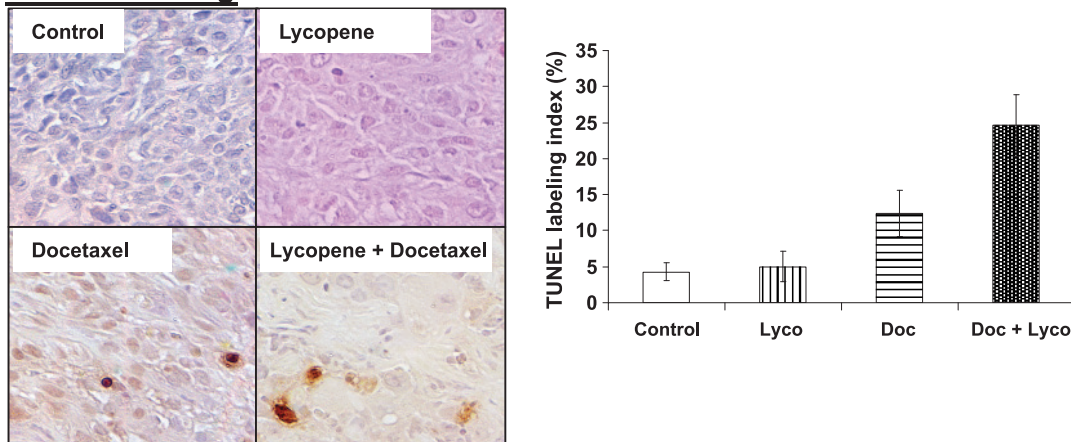 Control
Lycopene
Docetaxel
Lycopene + Docetaxel
TUNEL labeling index (%)
35
30
25
20
15
10
5
0
Control
Lyco
Doc
Doc + Lyco